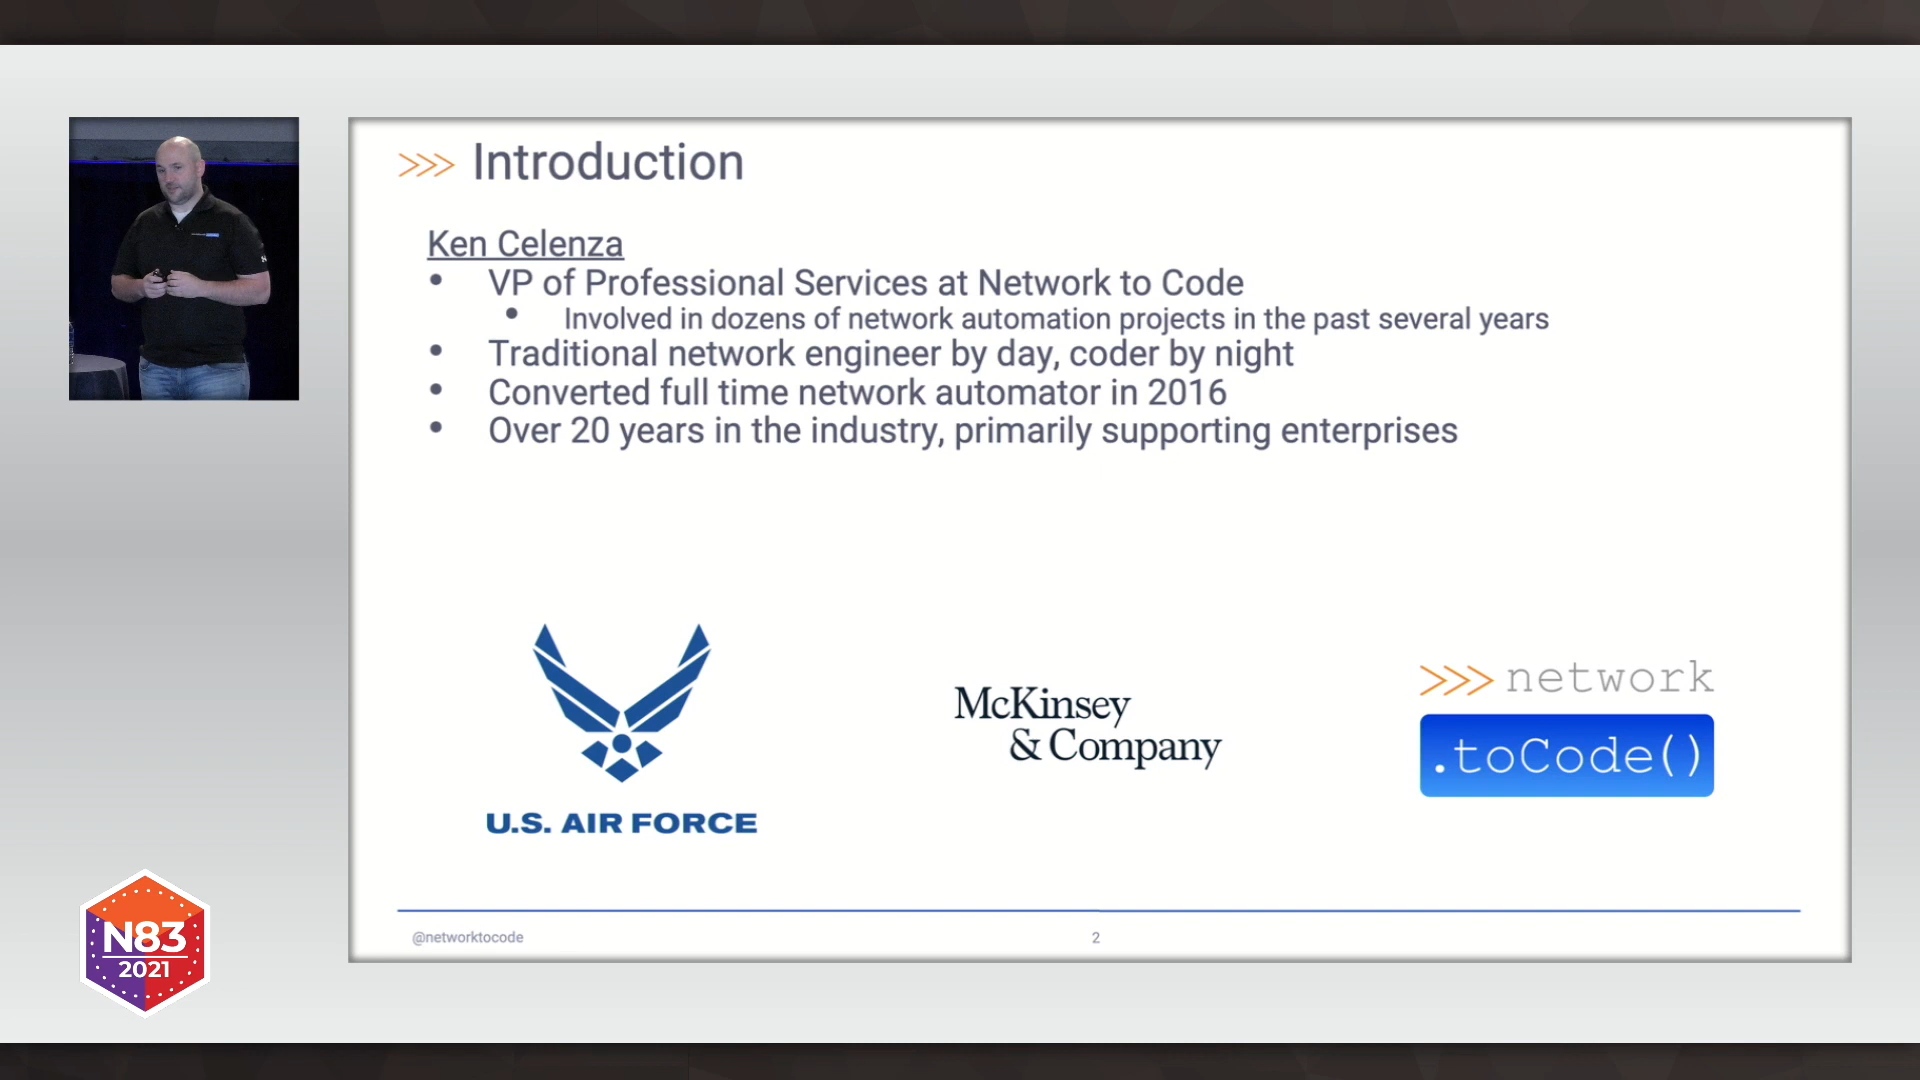 >>> Introduction
Ken Celenza
• VP of Professional Services at Network to Code
• Involved in dozens of network automation projects in the past several years
• Traditional network engineer by day, coder by night
• Converted full time network automator in 2016
• Over 20 years in the industry, primarily supporting enterprises
U.S. AIR FORCE
McKinsey
& Company
>>> network
.toCode()
@networktocode
2
N83
2021